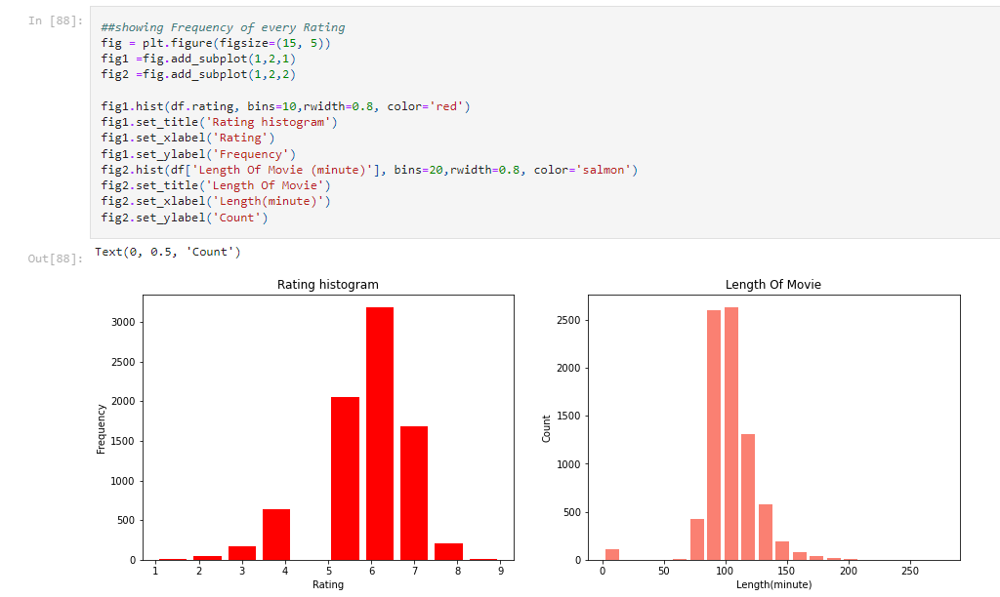 In [88]:
##showing Frequency of every Rating
fig = plt.figure(figsize=(15, 5))
fig1 =fig.add_subplot(1,2,1)
fig2 =fig.add_subplot(1,2,2)
fig1.hist(df.rating, bins=10,rwidth=0.8, color='red')
fig1.set_title('Rating histogram')
fig1.set_xlabel('Rating')
fig1.set_ylabel('Frequency')
fig2.hist(df['Length Of Movie (minute)'], bins=20,rwidth=0.8, color='salmon')
fig2.set_title('Length Of Movie')
fig2.set_xlabel('Length(minute)')
fig2.set_ylabel('Count')
Out[88]:
Text(0, 0.5, 'Count')
Rating histogram
3000
2500
2000
1500
1000
500
0
Frequency
1 2 3 4 5 6 7 8 9
Rating
Length Of Movie
2500
2000
1500
1000
500
0
Count
0 50 100 150 200 250
Length(minute)